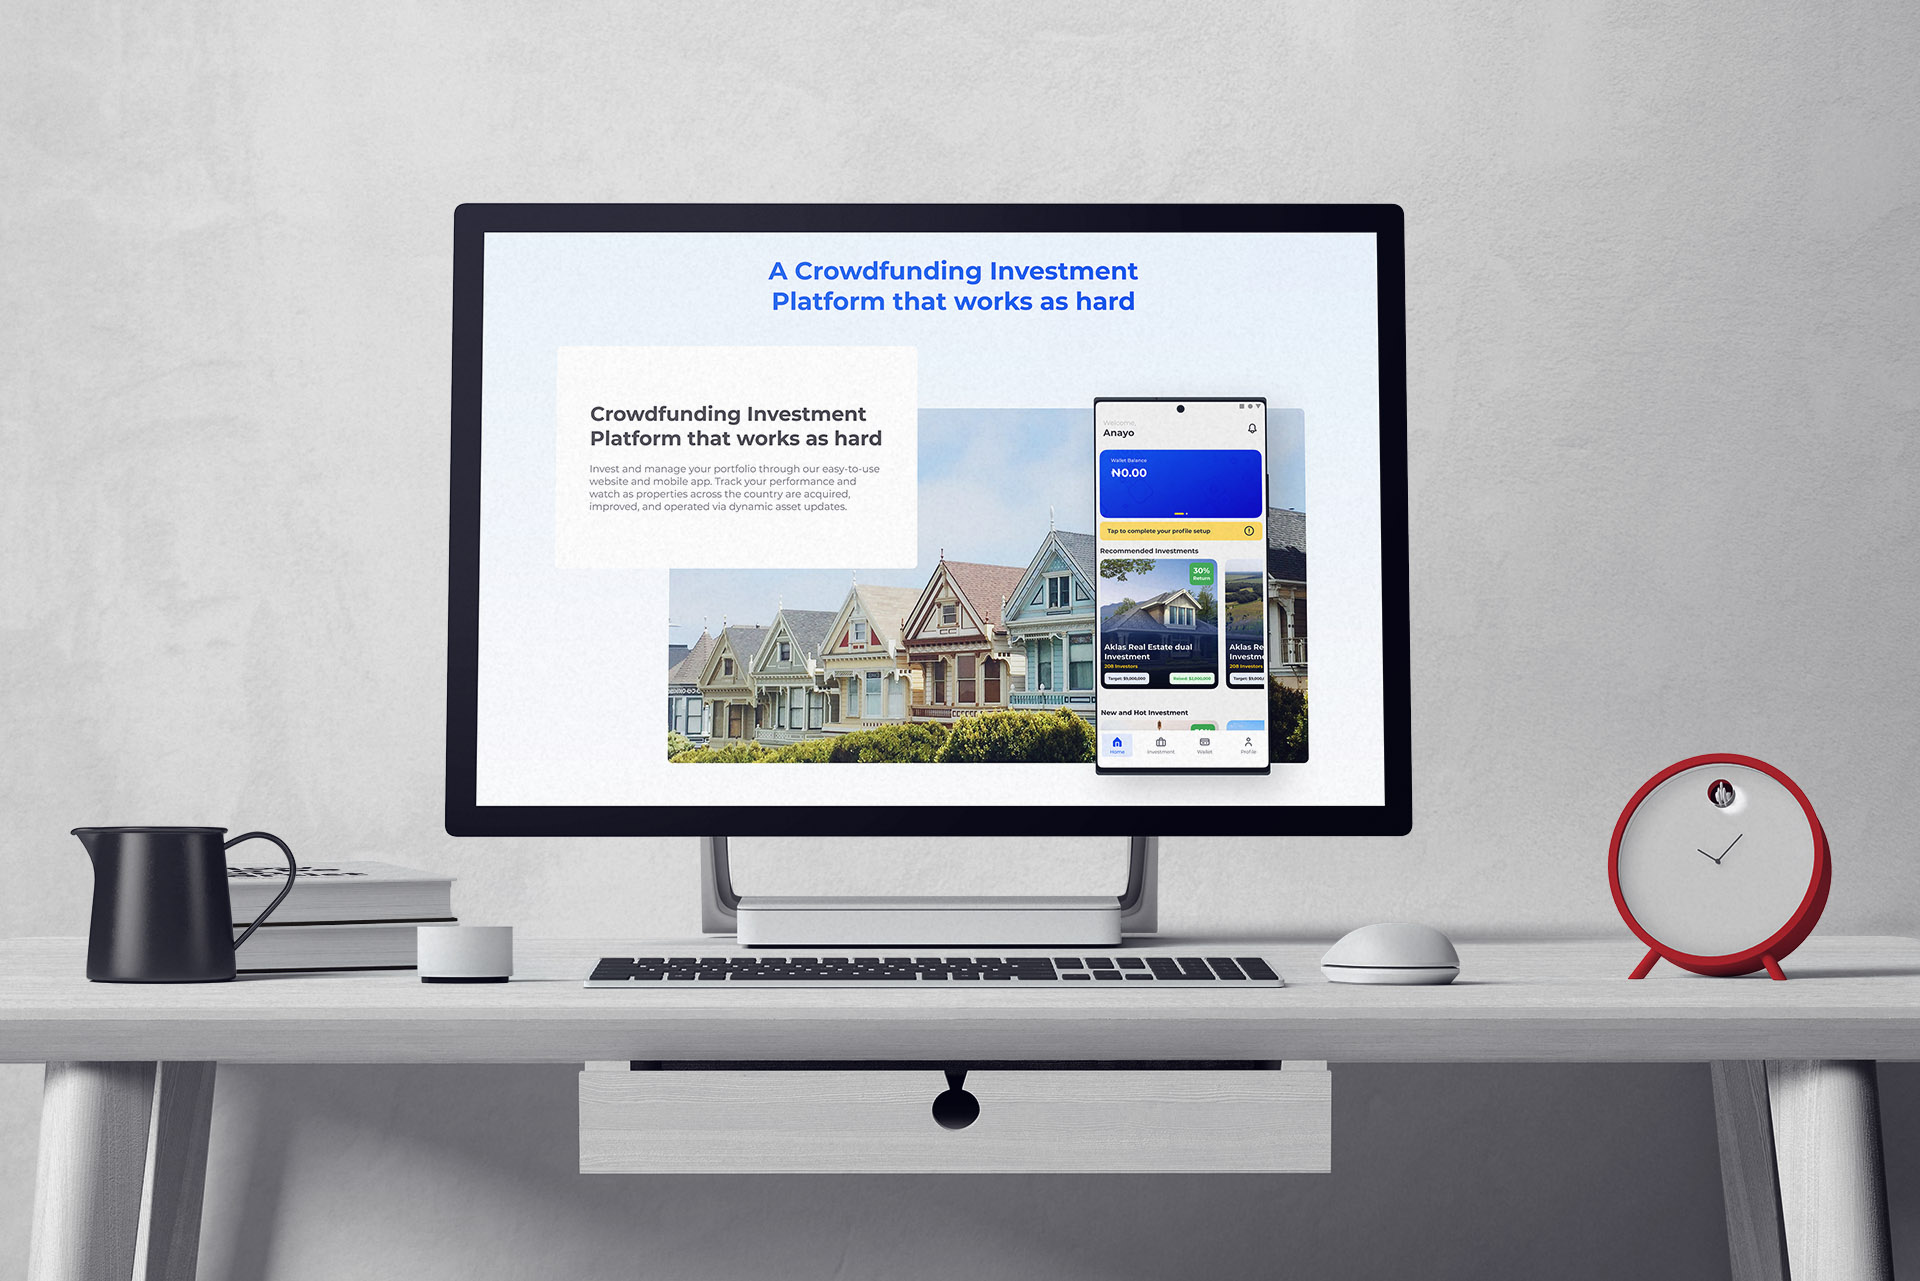 A Crowdfunding Investment
Platform that works as hard
Crowdfunding Investment
Platform that works as hard
Invest and manage your portfolio through our easy-to-use
website and mobile app. Track your performance and
watch as properties across the country are acquired,
improved, and operated via dynamic asset updates.
Welcome,
Anayo
Wallet Balance
₦0.00
Tap to complete your profile setup
Recommended Investments
30%
Return
Aklas Real Estate dual
Investment
208 Investors
Target: $5,000,000
Raised: $2,000,000
Aklas Re
Investm
208 Investors
Target: $5,000,
New and Hot Investment
Home
Investment
Wallet
Profile